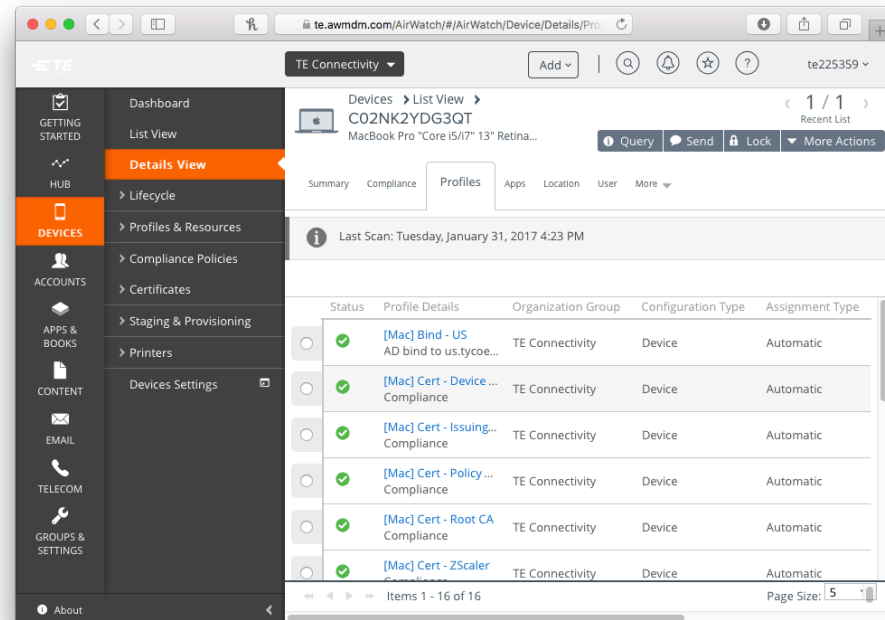 te.awmdm.com/AirWatch/#/AirWatch/Device/Details/Pro
TE
TE Connectivity
Add
te225359
GETTING
STARTED
HUB
DEVICES
ACCOUNTS
APPS &
BOOKS
CONTENT
EMAIL
TELECOM
GROUPS &
SETTINGS
About
Dashboard
List View
Details View
Lifecycle
Profiles & Resources
Compliance Policies
Certificates
Staging & Provisioning
Printers
Devices Settings
Devices > List View >
C02NK2YDG3QT
MacBook Pro "Core i5/i7" 13" Retina...
1 / 1
Recent List
Query Send Lock More Actions
Summary Compliance Profiles Apps Location User More
Last Scan: Tuesday, January 31, 2017 4:23 PM
Status Profile Details Organization Group Configuration Type Assignment Type
[Mac] Bind - US
AD bind to us.tycoe... TE Connectivity Device Automatic
[Mac] Cert - Device ...
Compliance TE Connectivity Device Automatic
[Mac] Cert - Issuing...
Compliance TE Connectivity Device Automatic
[Mac] Cert - Policy ...
Compliance TE Connectivity Device Automatic
[Mac] Cert - Root CA
Compliance TE Connectivity Device Automatic
[Mac] Cert - ZScaler
Compliance TE Connectivity Device Automatic
Items 1 - 16 of 16
Page Size: 5